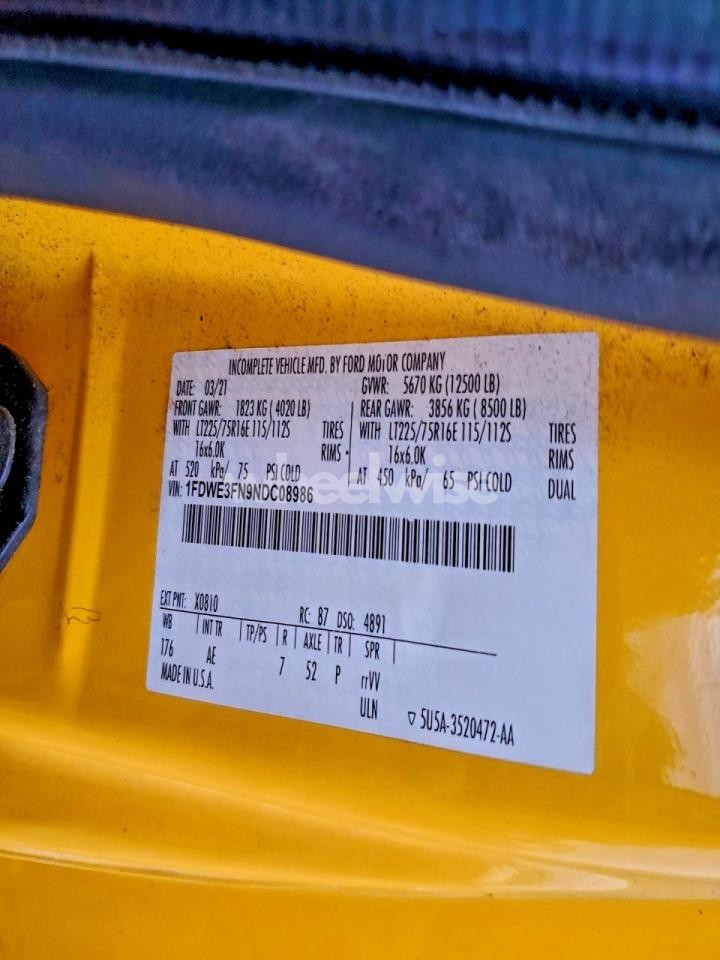 INCOMPLETE VEHICLE MFD. BY FORD MOTOR COMPANY
DATE: 03/21 GVWR: 5670 KG (12500 LB)
FRONT GAWR: 1823 KG ( 4020 LB) REAR GAWR: 3856 KG ( 8500 LB)
WITH LT225/75R16E 115/112S TIRES WITH LT225/75R16E 115/112S TIRES
16x6.0K RIMS 16x6.0K RIMS
AT 520 kPa/ 75 PSI COLD AT 450 kPa/ 65 PSI COLD DUAL
VIN: 1FDWE3FN9NDC08986
wheelwise
EXT PNT: X0810 RC: 87 DSO: 4891
WB INT TR TP/PS R AXLE TR SPR
176 AE 7 52 P rrVV
MADE IN U.S.A. ULN 5U5A-3520472-AA